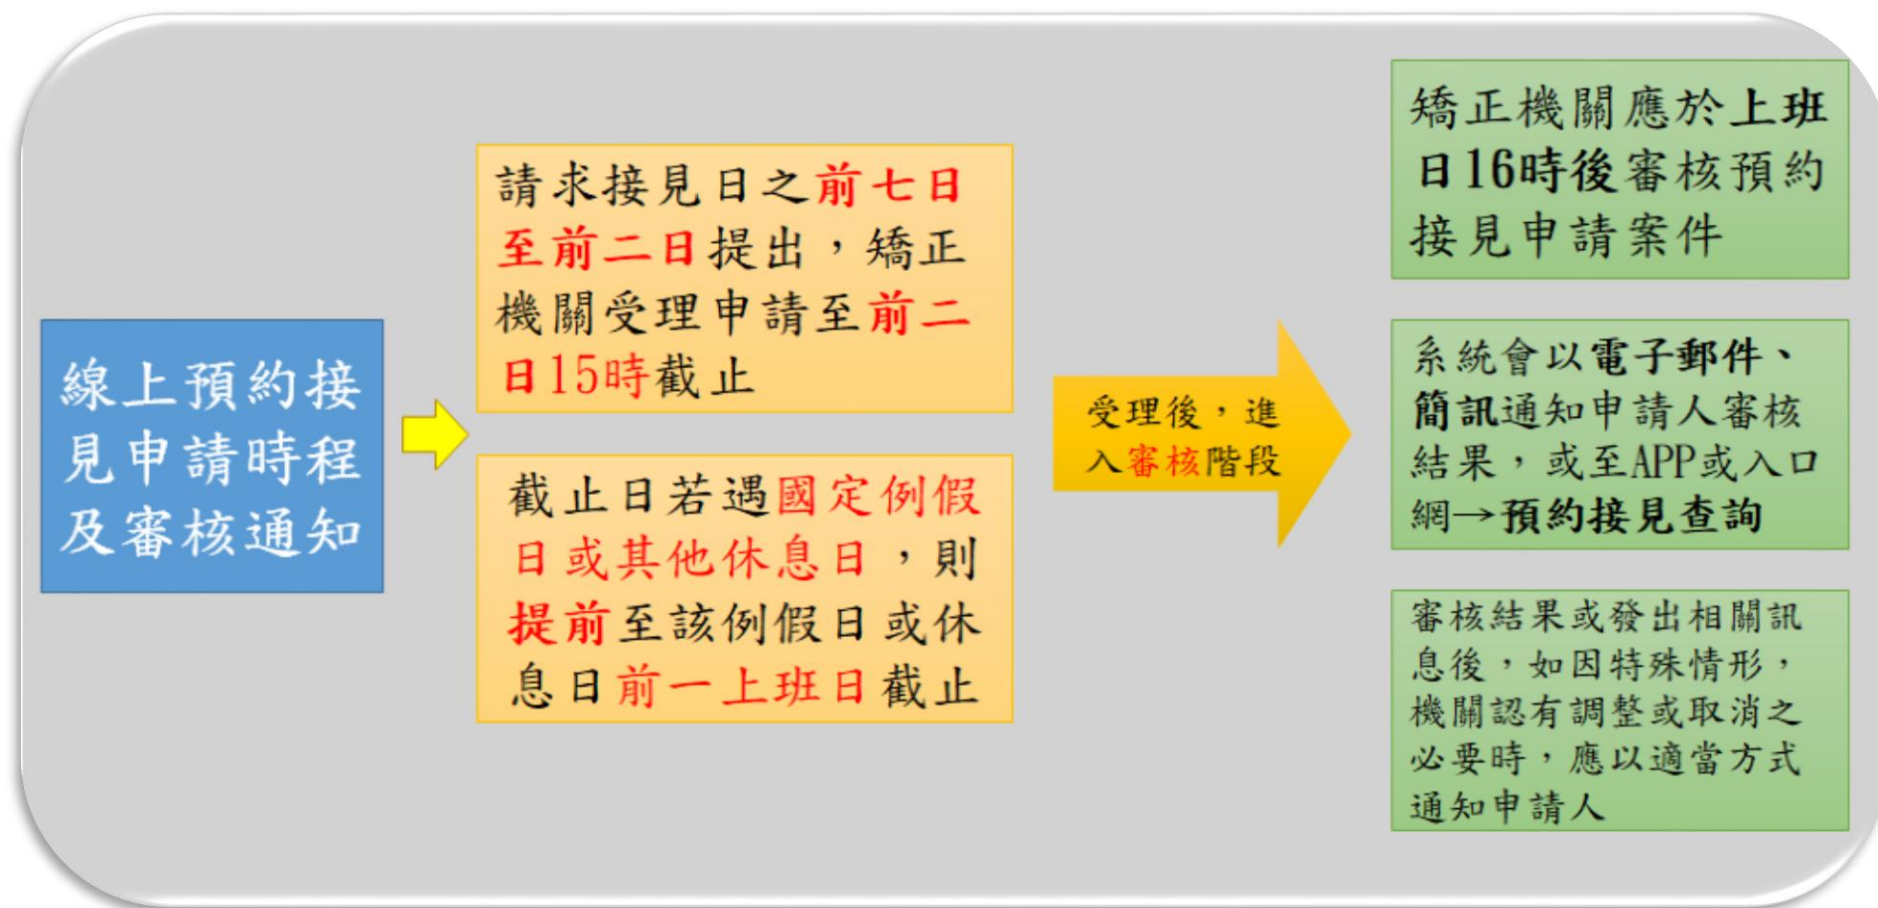 線上預約接
見申請時程
及審核通知
請求接見日之前七日
至前二日提出，矯正
機關受理申請至前二
日15時截止
截止日若遇國定例假
日或其他休息日，則
提前至該例假日或休
息日前一上班日截止
受理後，進
入審核階段
矯正機關應於上班
日16時後審核預約
接見申請案件
系統會以電子郵件、
簡訊通知申請人審核
結果，或至APP或入口
網→預約接見查詢
審核結果或發出相關訊
息後，如因特殊情形，
機關認有調整或取消之
必要時，應以適當方式
通知申請人